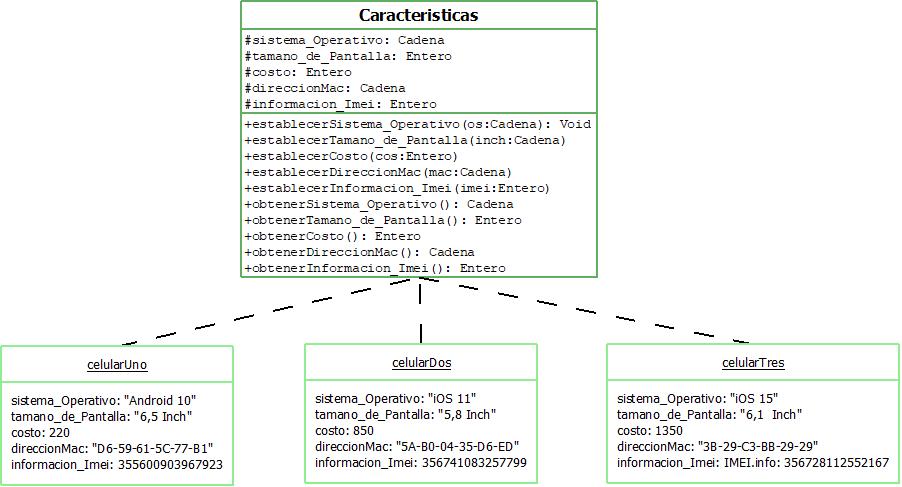 Caracteristicas
#sistema_Operativo: Cadena
#tamano_de_Pantalla: Entero
#costo: Entero
#direccionMac: Cadena
#informacion_Imei: Entero
+establecerSistema_Operativo(os:Cadena): Void
+establecerTamano_de_Pantalla(inch:Cadena)
+establecerCosto(cos:Entero)
+establecerDireccionMac(mac:Cadena)
+establecerInformacion_Imei(imei:Entero)
+obtenerSistema_Operativo(): Cadena
+obtenerTamano_de_Pantalla(): Entero
+obtenerCosto(): Entero
+obtenerDireccionMac(): Cadena
+obtenerInformacion_Imei(): Entero
celularUno
sistema_Operativo: "Android 10"
tamano_de_Pantalla: "6,5 Inch"
costo: 220
direccionMac: "D6-59-61-5C-77-B1"
informacion_Imei: 355600903967923
celularDos
sistema_Operativo: "iOS 11"
tamano_de_Pantalla: "5,8 Inch"
costo: 850
direccionMac: "5A-B0-04-35-D6-ED"
informacion_Imei: 356741083257799
celularTres
sistema_Operativo: "iOS 15"
tamano_de_Pantalla: "6,1  Inch"
costo: 1350
direccionMac: "3B-29-C3-BB-29-29"
informacion_Imei: IMEI.info: 356728112552167